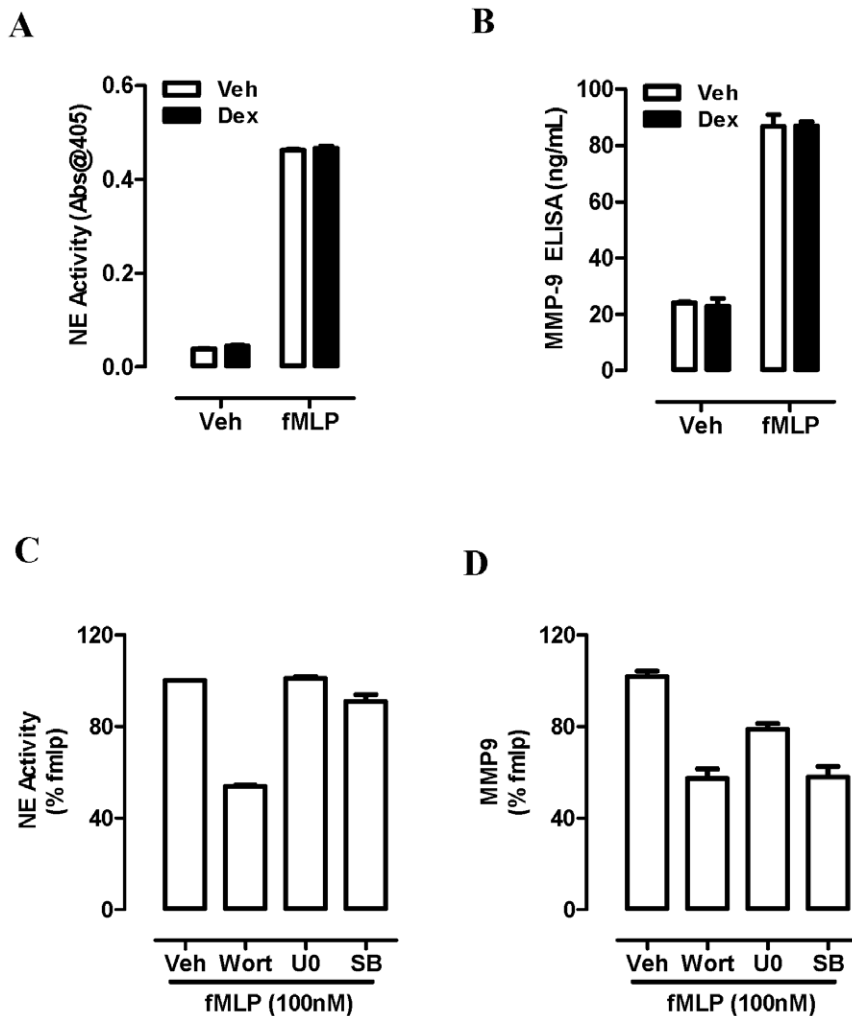 A
NE Activity (Abs@405)
0.6
0.4
0.2
0.0
Veh
Dex
Veh fMLP
B
MMP-9 ELISA (ng/mL)
100
80
60
40
20
0
Veh
Dex
Veh fMLP
C
NE Activity
(% fmlp)
120
80
40
0
Veh Wort U0 SB
fMLP (100nM)
D
MMP9
(% fmlp)
120
80
40
0
Veh Wort U0 SB
fMLP (100nM)